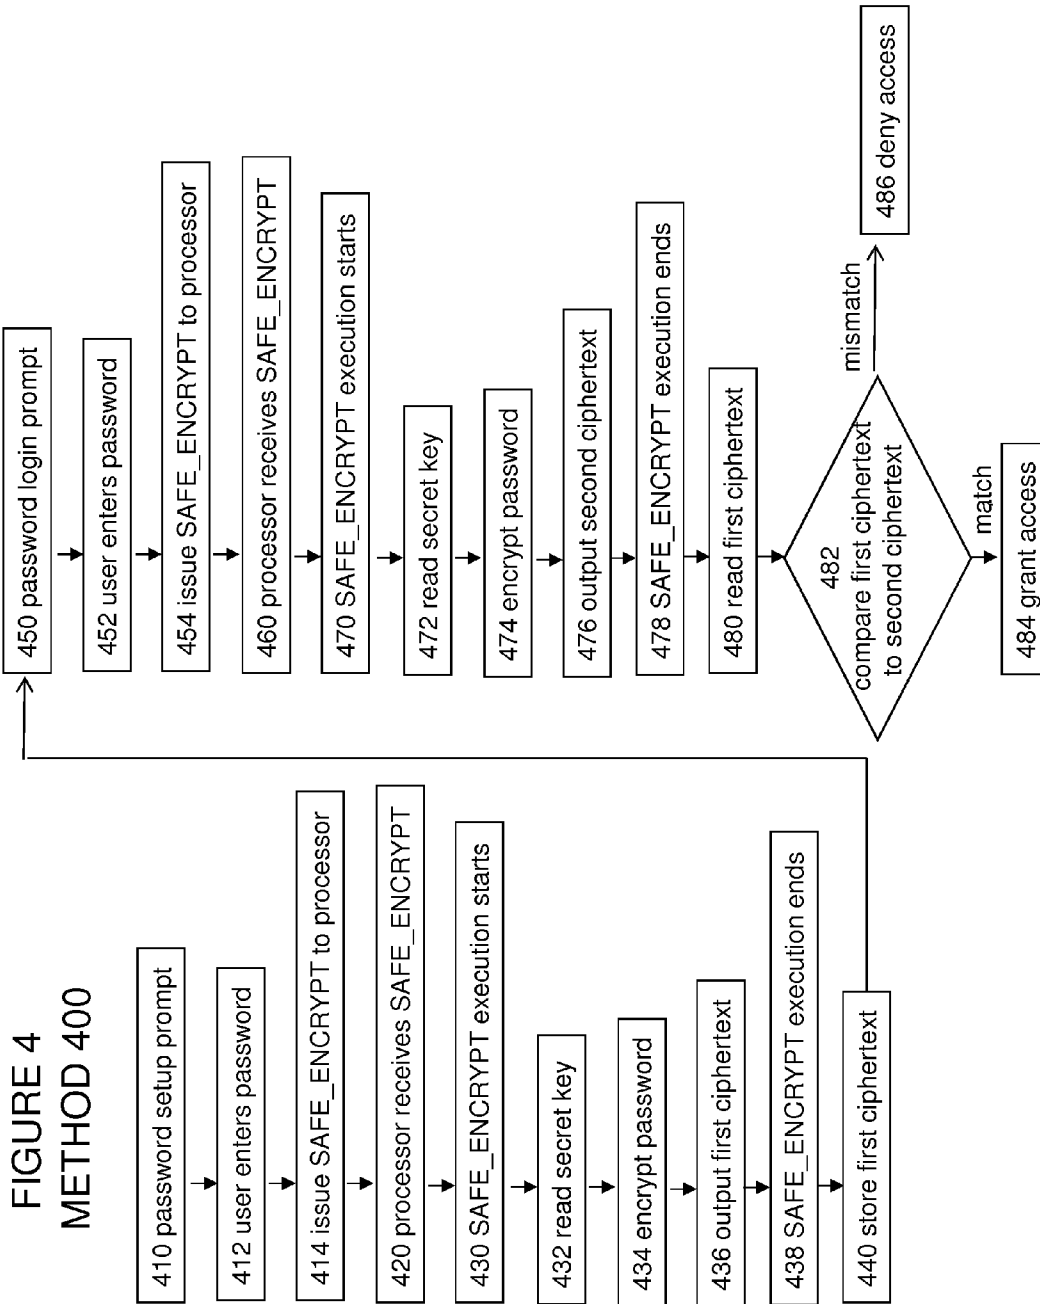 FIGURE 4
METHOD 400
410 password setup prompt
412 user enters password
414 issue SAFE_ENCRYPT to processor
420 processor receives SAFE_ENCRYPT
430 SAFE_ENCRYPT execution starts
432 read secret key
434 encrypt password
436 output first ciphertext
438 SAFE_ENCRYPT execution ends
440 store first ciphertext
450 password login prompt
452 user enters password
454 issue SAFE_ENCRYPT to processor
460 processor receives SAFE_ENCRYPT
470 SAFE_ENCRYPT execution starts
472 read secret key
474 encrypt password
476 output second ciphertext
478 SAFE_ENCRYPT execution ends
480 read first ciphertext
482
compare first ciphertext
to second ciphertext
mismatch
486 deny access
match
484 grant access